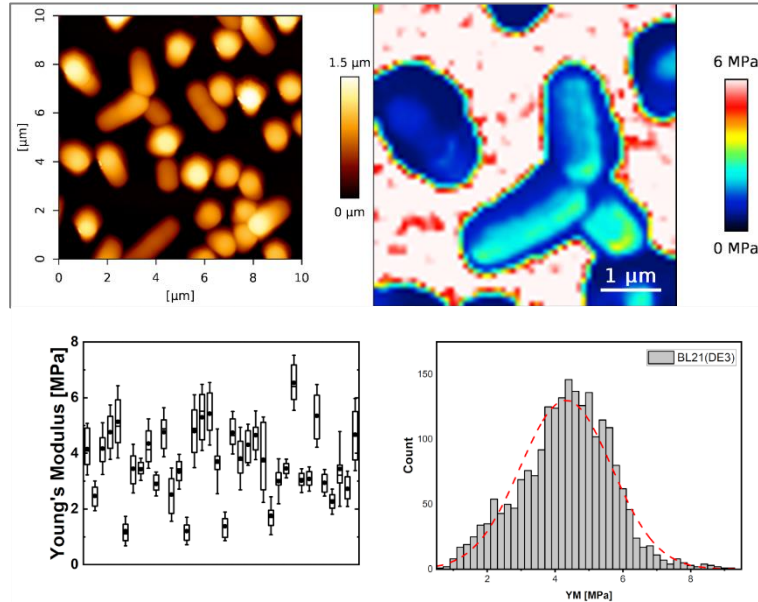 10
8
6
4
2
0
[µm]
0 2 4 6 8 10
[µm]
1.5 µm
0 µm
1 µm
6 MPa
0 MPa
8
6
4
2
0
Young's Modulus [MPa]
BL21(DE3)
150
100
50
0
Count
2 4 6 8
YM [MPa]